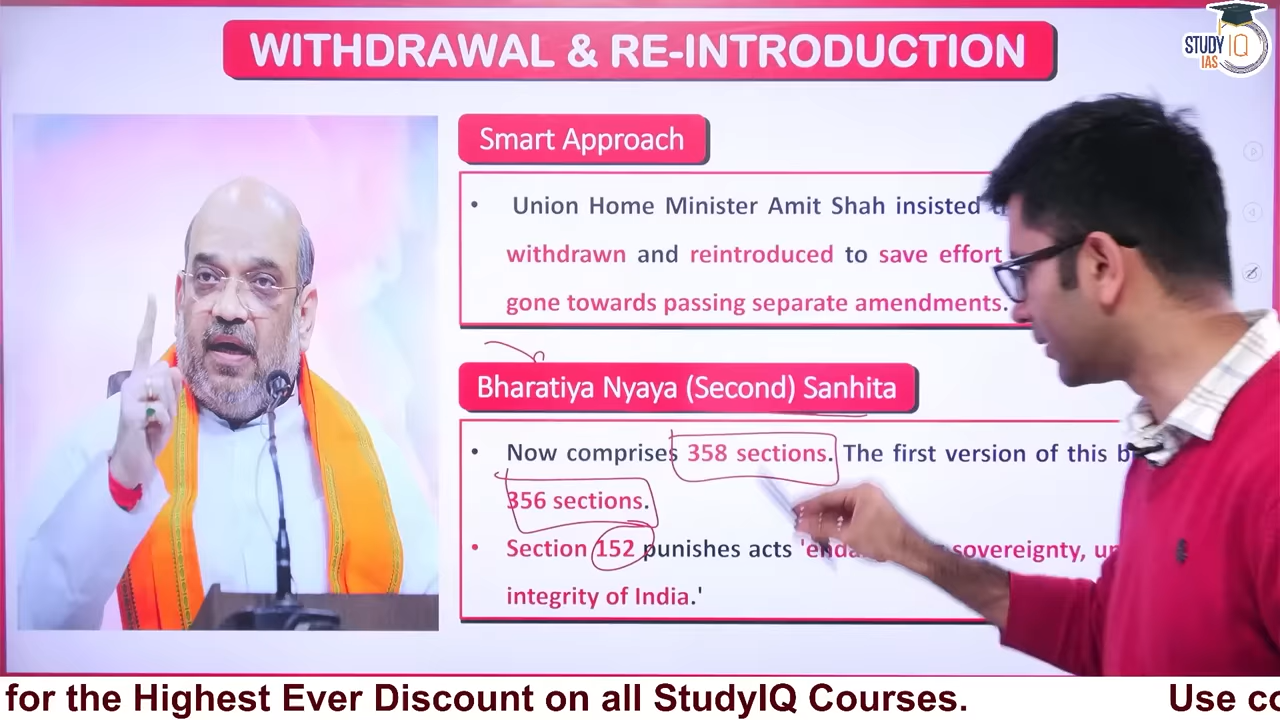 STUDY IQ
IAS
WITHDRAWAL & RE-INTRODUCTION
Smart Approach
• Union Home Minister Amit Shah insisted
withdrawn and reintroduced to save effort
gone towards passing separate amendments.
Bharatiya Nyaya (Second) Sanhita
• Now comprises 358 sections. The first version of this
356 sections.
• Section 152 punishes acts sovereignty,
integrity of India.'
for the Highest Ever Discount on all StudyIQ Courses. Use